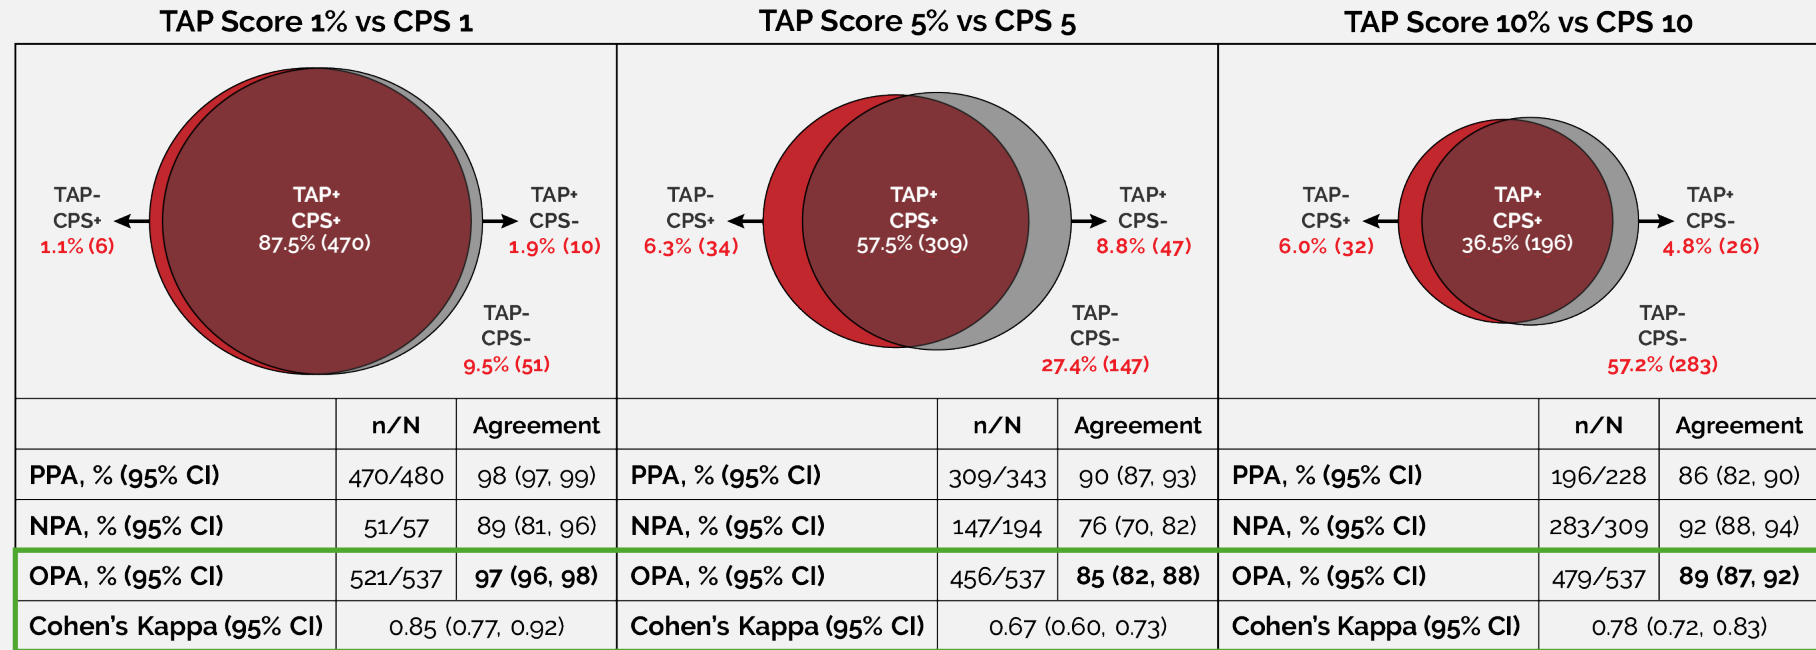 TAP Score 1% vs CPS 1
TAP-
CPS+
1.1% (6)
TAP+
CPS+
87.5% (470)
TAP+
CPS-
1.9% (10)
TAP-
CPS-
9.5% (51)
n/N Agreement
PPA, % (95% CI) 470/480 98 (97, 99)
NPA, % (95% CI) 51/57 89 (81, 96)
OPA, % (95% CI) 521/537 97 (96, 98)
Cohen's Kappa (95% CI) 0.85 (0.77, 0.92)
TAP Score 5% vs CPS 5
TAP-
CPS+
6.3% (34)
TAP+
CPS+
57.5% (309)
TAP+
CPS-
8.8% (47)
TAP-
CPS-
27.4% (147)
n/N Agreement
PPA, % (95% CI) 309/343 90 (87, 93)
NPA, % (95% CI) 147/194 76 (70, 82)
OPA, % (95% CI) 456/537 85 (82, 88)
Cohen's Kappa (95% CI) 0.67 (0.60, 0.73)
TAP Score 10% vs CPS 10
TAP-
CPS+
6.0% (32)
TAP+
CPS+
36.5% (196)
TAP+
CPS-
4.8% (26)
TAP-
CPS-
57.2% (283)
n/N Agreement
PPA, % (95% CI) 196/228 86 (82, 90)
NPA, % (95% CI) 283/309 92 (88, 94)
OPA, % (95% CI) 479/537 89 (87, 92)
Cohen's Kappa (95% CI) 0.78 (0.72, 0.83)